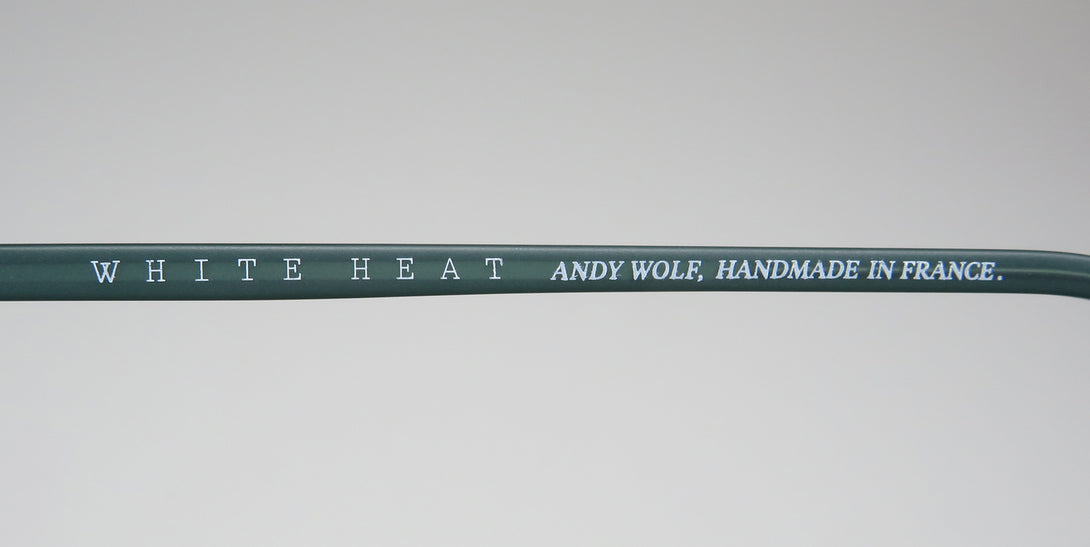 WHITE HEAT ANDY WOLF, HANDMADE IN FRANCE.